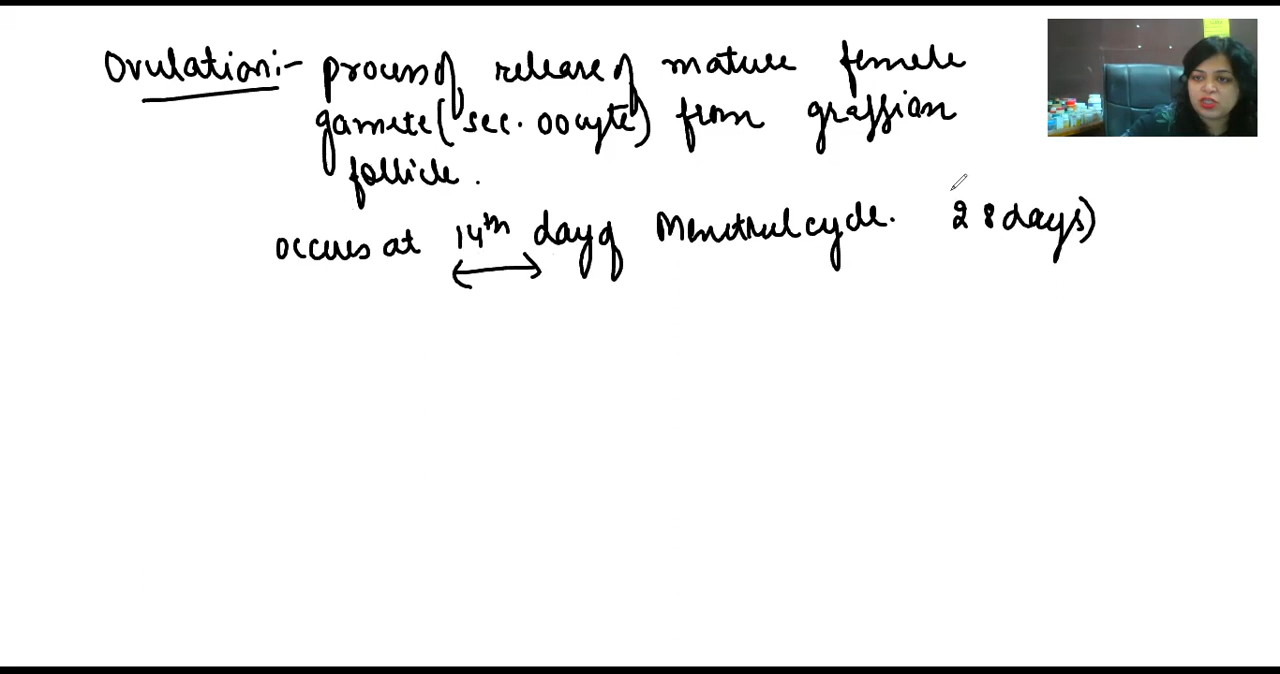 Ovulation:- process of release of mature female
gamete (sec. oocyte) from graffian
follicle.
occurs at 14th day of Menstrual cycle. 28 days)